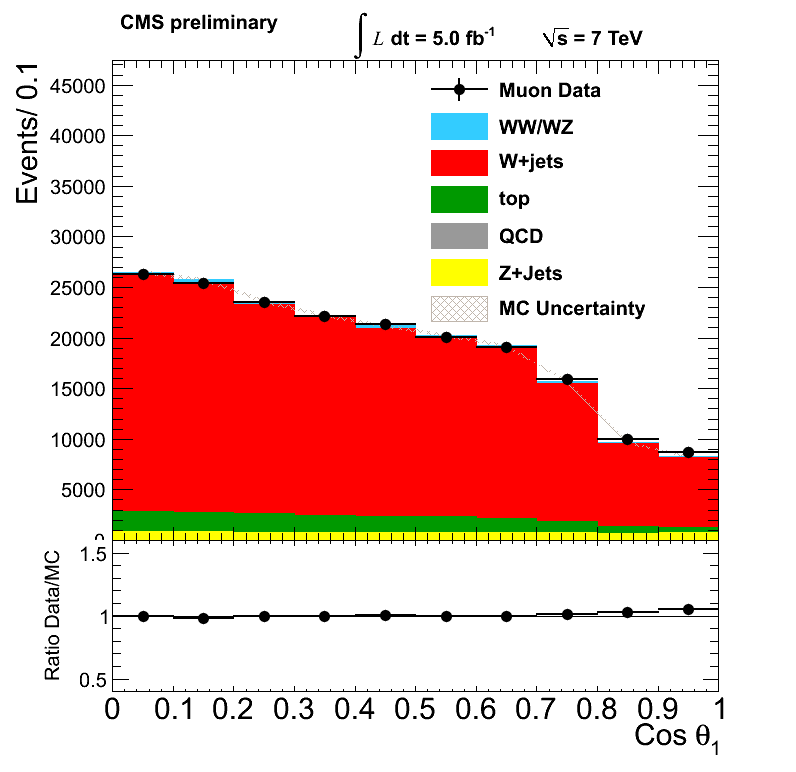 CMS preliminary
∫ L dt = 5.0 fb⁻¹ √s = 7 TeV
Events/ 0.1
45000
40000
35000
30000
25000
20000
15000
10000
5000
0
Muon Data
WW/WZ
W+jets
top
QCD
Z+Jets
MC Uncertainty
Ratio Data/MC
1.5
1
0.5
0 0.1 0.2 0.3 0.4 0.5 0.6 0.7 0.8 0.9 1
Cos θ₁